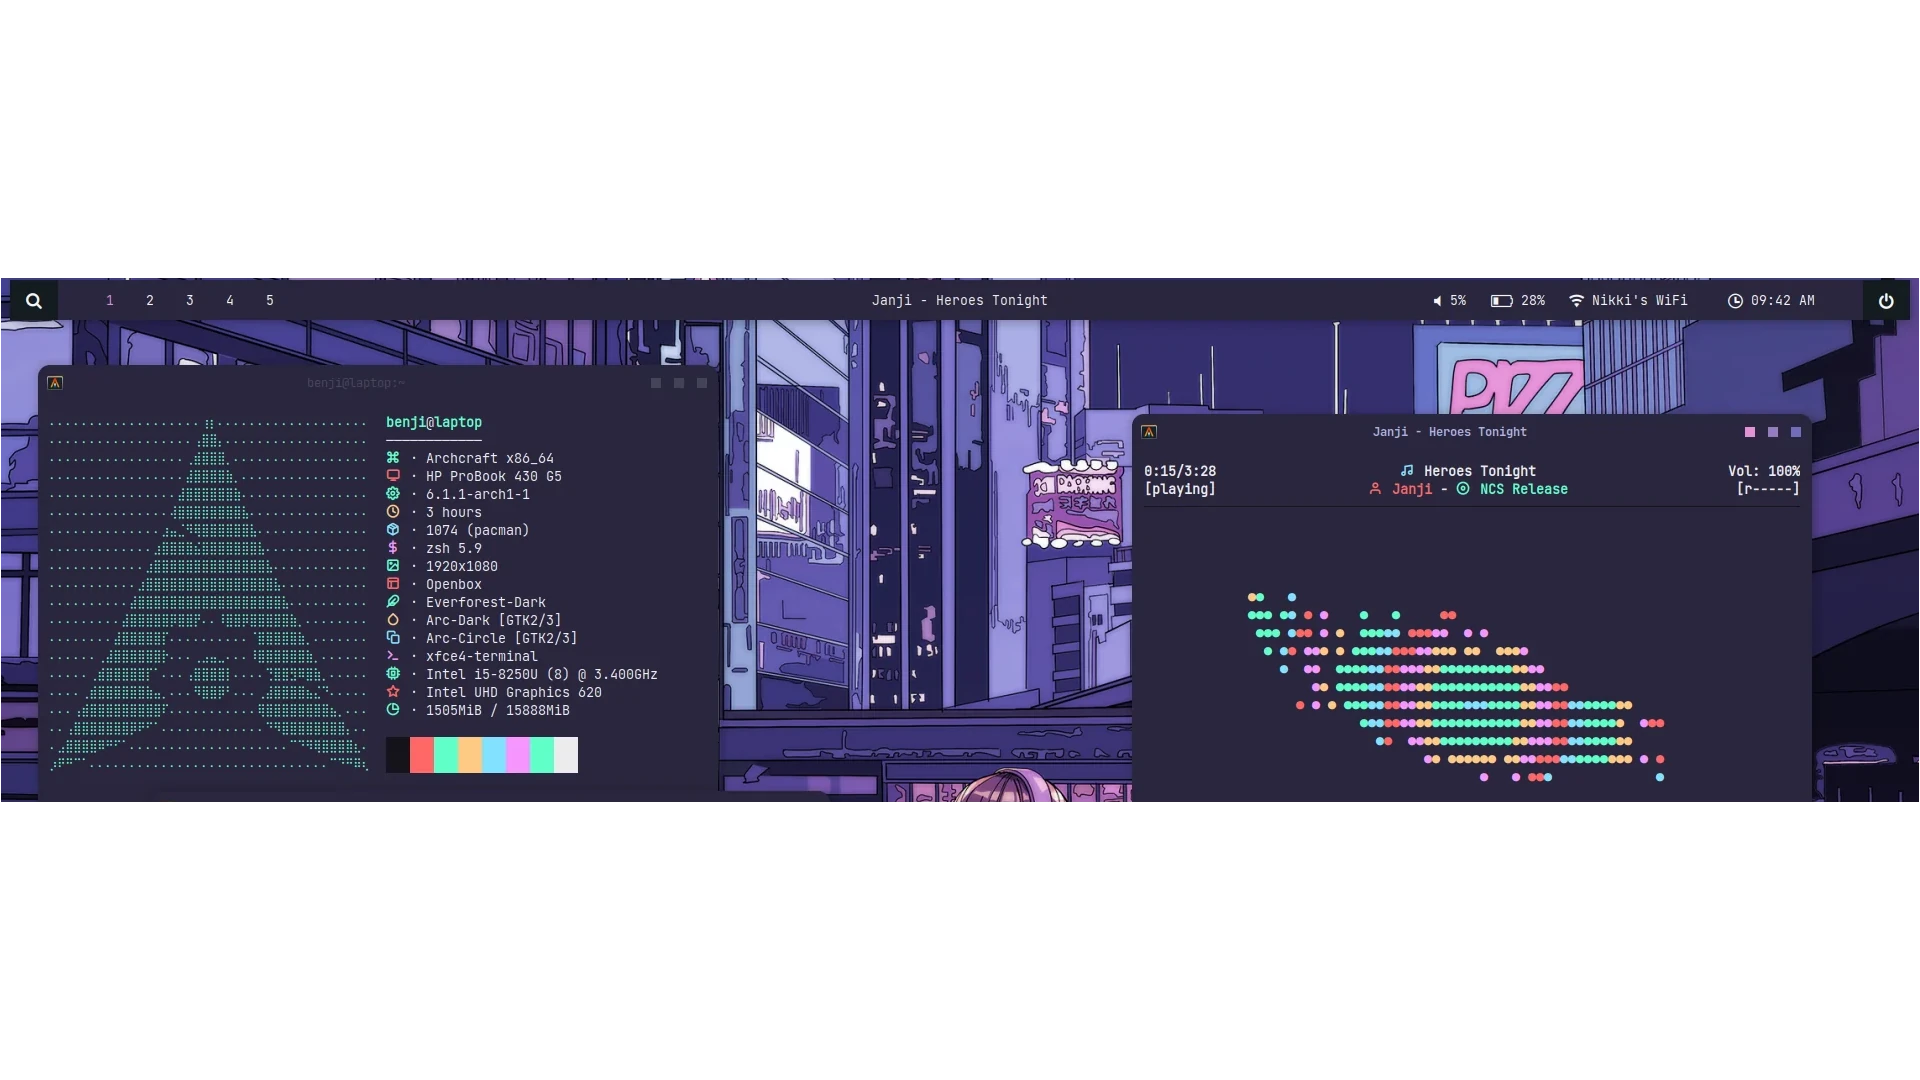 1 2 3 4 5 Janji - Heroes Tonight 5% 28% Nikki's WiFi 09:42 AM
benji@laptop:~
benji@laptop
· Archcraft x86_64
· HP ProBook 430 G5
· 6.1.1-arch1-1
· 3 hours
· 1074 (pacman)
· zsh 5.9
· 1920x1080
· Openbox
· Everforest-Dark
· Arc-Dark [GTK2/3]
· Arc-Circle [GTK2/3]
· xfce4-terminal
· Intel i5-8250U (8) @ 3.400GHz
· Intel UHD Graphics 620
· 1505MiB / 15888MiB
PIZZ
Janji - Heroes Tonight
0:15/3:28 Heroes Tonight Vol: 100%
[playing] Janji - NCS Release [r-----]